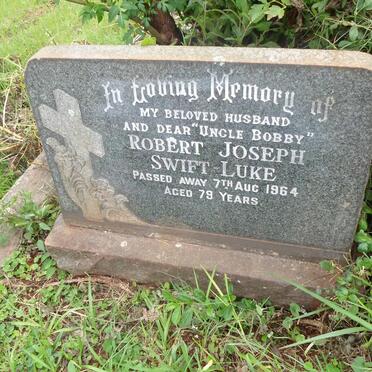 In Loving Memory of
MY BELOVED HUSBAND
AND DEAR "UNCLE BOBBY"
ROBERT JOSEPH
SWIFT-LUKE
PASSED AWAY 7TH AUG 1964
AGED 79 YEARS